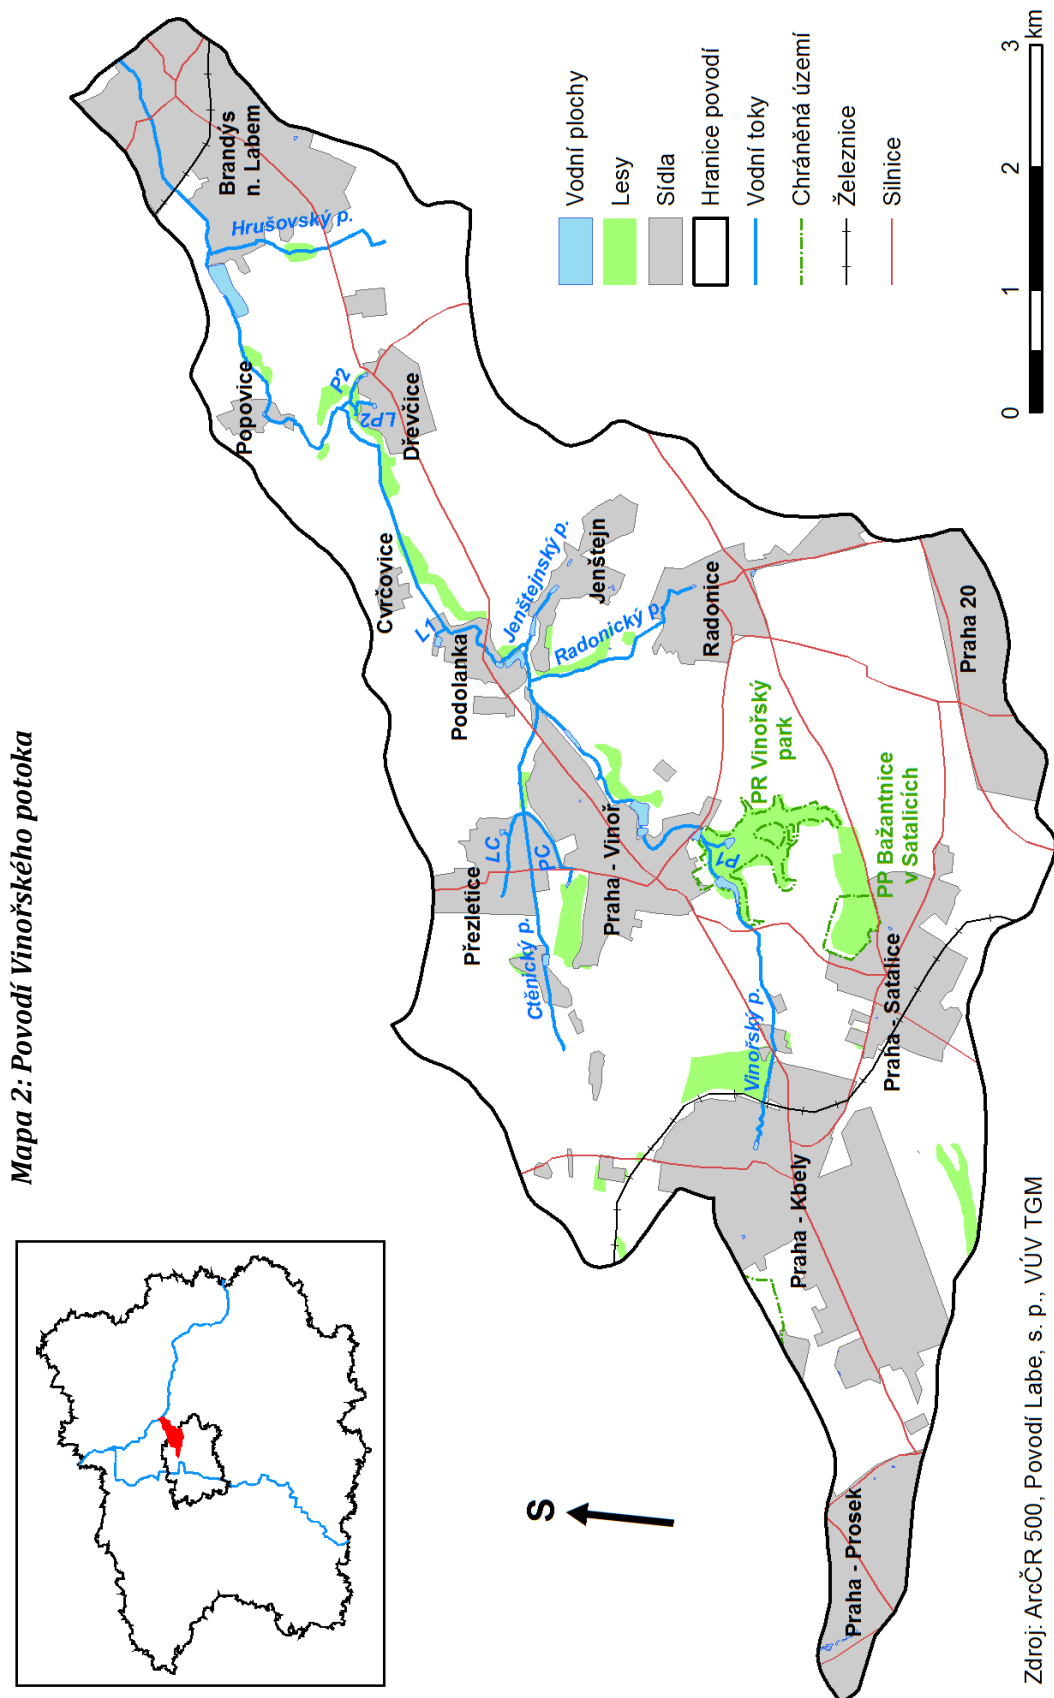 Mapa 2: Povodí Vinořského potoka
S
Brandýs
n. Labem
Hrušovský p.
Popovice
P2
LP2
Dřevčice
Cvrčovice
L1
Podolanka
Jenštejnský p.
Jenštejn
Radonický p.
Radonice
Praha 20
Přezletice
LC
PC
Ctěnický p.
Praha - Vinoř
P1
PR Vinořský
park
PP Bažantnice
v Satalicích
Vinořský p.
Praha - Satalice
Praha - Kbely
Praha - Prosek
Vodní plochy
Lesy
Sídla
Hranice povodí
Vodní toky
Chráněná území
Železnice
Silnice
0 1 2 3
km
Zdroj: ArcČR 500, Povodí Labe, s. p., VÚV TGM